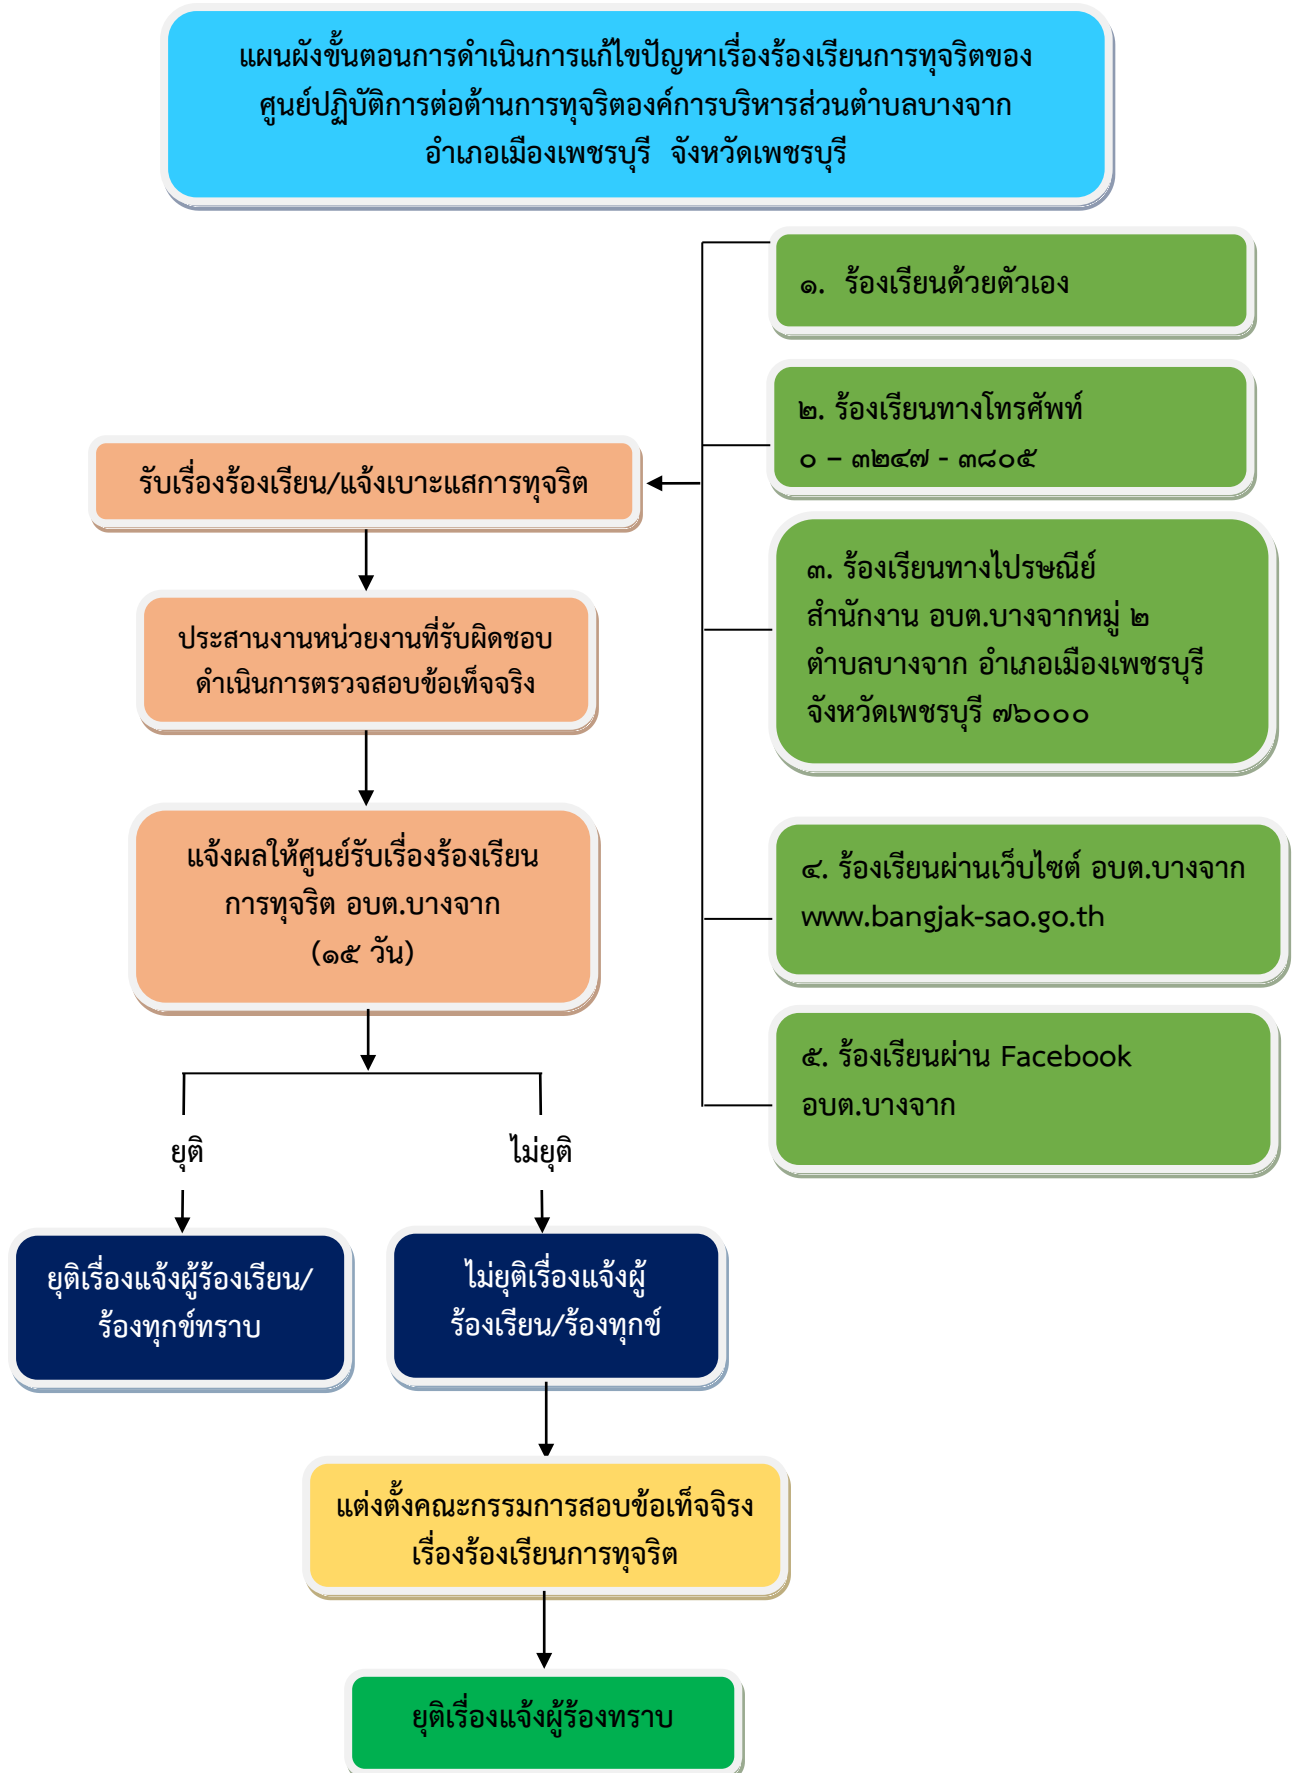 แผนผังขั้นตอนการดำเนินการแก้ไขปัญหาเรื่องร้องเรียนการทุจริตของ
ศูนย์ปฏิบัติการต่อต้านการทุจริตองค์การบริหารส่วนตำบลบางจาก
อำเภอเมืองเพชรบุรี จังหวัดเพชรบุรี
๑. ร้องเรียนด้วยตัวเอง
๒. ร้องเรียนทางโทรศัพท์
๐ – ๓๒๔๗ - ๓๘๐๕
รับเรื่องร้องเรียน/แจ้งเบาะแสการทุจริต
๓. ร้องเรียนทางไปรษณีย์
สำนักงาน อบต.บางจากหมู่ ๒
ตำบลบางจาก อำเภอเมืองเพชรบุรี
จังหวัดเพชรบุรี ๗๖๐๐๐
ประสานงานหน่วยงานที่รับผิดชอบ
ดำเนินการตรวจสอบข้อเท็จจริง
แจ้งผลให้ศูนย์รับเรื่องร้องเรียน
การทุจริต อบต.บางจาก
(๑๕ วัน)
๔. ร้องเรียนผ่านเว็บไซต์ อบต.บางจาก
www.bangjak-sao.go.th
๕. ร้องเรียนผ่าน Facebook
อบต.บางจาก
ยุติ
ไม่ยุติ
ยุติเรื่องแจ้งผู้ร้องเรียน/
ร้องทุกข์ทราบ
ไม่ยุติเรื่องแจ้งผู้
ร้องเรียน/ร้องทุกข์
แต่งตั้งคณะกรรมการสอบข้อเท็จจิรง
เรื่องร้องเรียนการทุจริต
ยุติเรื่องแจ้งผู้ร้องทราบ